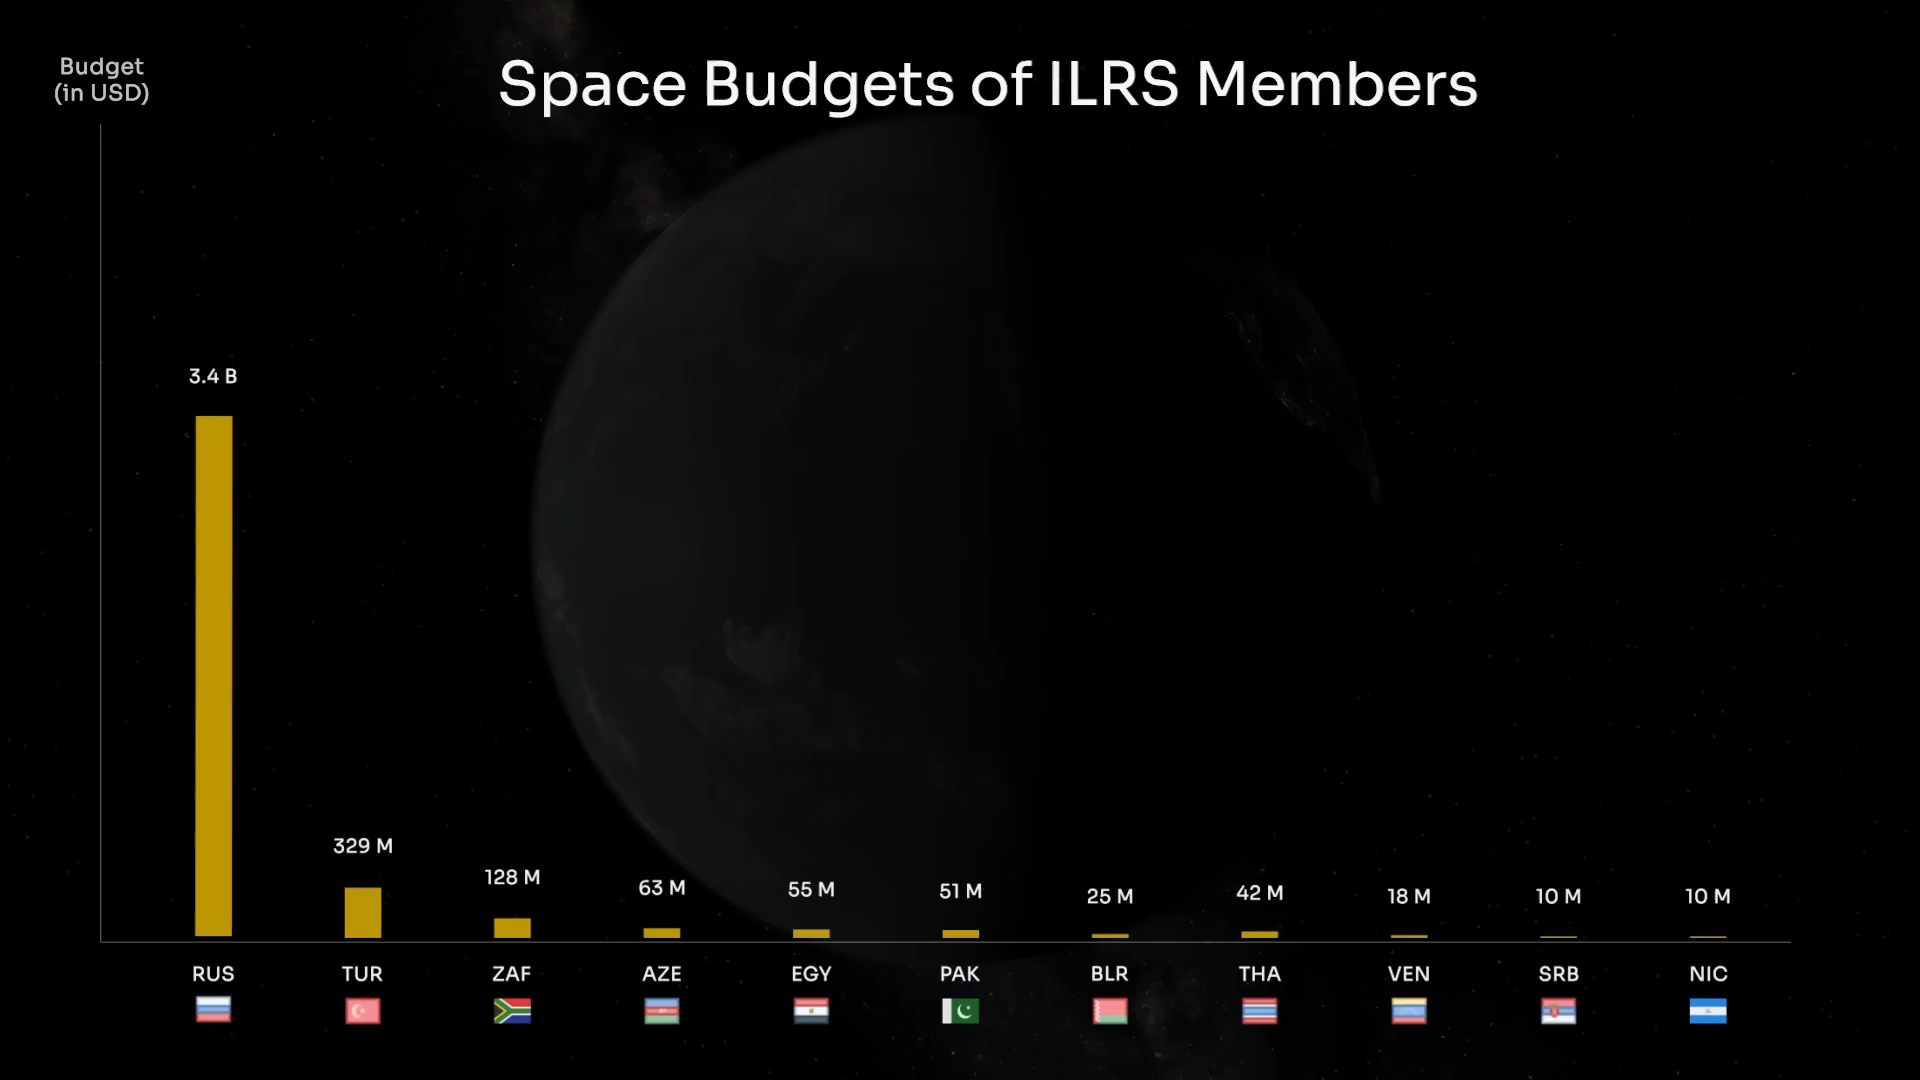 Budget
(in USD)
Space Budgets of ILRS Members
3.4 B
329 M
128 M
63 M
55 M
51 M
25 M
42 M
18 M
10 M
10 M
RUS
TUR
ZAF
AZE
EGY
PAK
BLR
THA
VEN
SRB
NIC